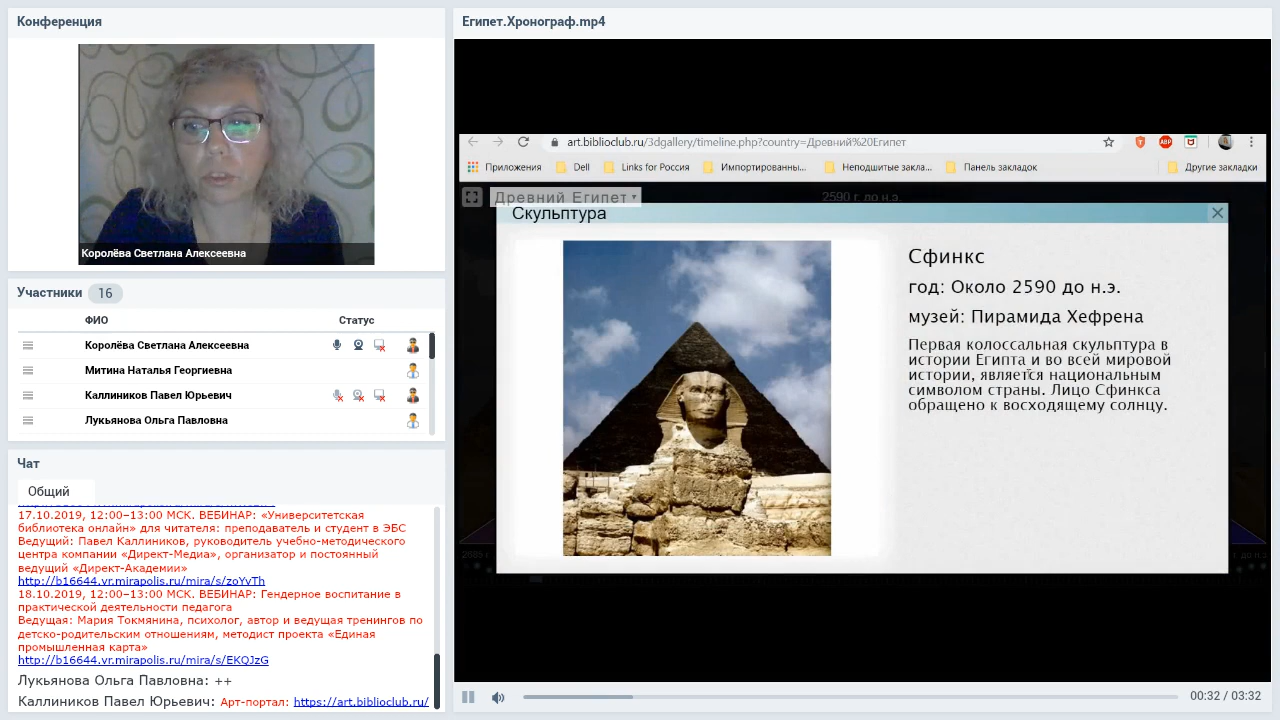 Конференция
Королёва Светлана Алексеевна
Участники 16
ФИО Статус
Королёва Светлана Алексеевна
Митина Наталья Георгиевна
Каллиников Павел Юрьевич
Лукьянова Ольга Павловна
Чат
Общий
17.10.2019, 12:00–13:00 МСК. ВЕБИНАР: «Университетская
библиотека онлайн» для читателя: преподаватель и студент в ЭБС
Ведущий: Павел Каллиников, руководитель учебно-методического
центра компании «Директ-Медиа», организатор и постоянный
ведущий «Директ-Академии»
http://b16644.vr.mirapolis.ru/mira/s/zoYvTh
18.10.2019, 12:00–13:00 МСК. ВЕБИНАР: Гендерное воспитание в
практической деятельности педагога
Ведущая: Мария Токмянина, психолог, автор и ведущая тренингов по
детско-родительским отношениям, методист проекта «Единая
промышленная карта»
http://b16644.vr.mirapolis.ru/mira/s/EKQJzG
Лукьянова Ольга Павловна: ++
Каллиников Павел Юрьевич: Арт-портал: https://art.biblioclub.ru/
Египет.Хронограф.mp4
art.biblioclub.ru/3dgallery/timeline.php?country=Древний%20Египет
ABP
Приложения Dell Links for Россия Импортированны... Неподшитые закла... Панель закладок Другие закладки
Древний Египет 2590 г. до н.э.
Скульптура
Сфинкс
год: Около 2590 до н.э.
музей: Пирамида Хефрена
Первая колоссальная скульптура в
истории Египта и во всей мировой
истории, является национальным
символом страны. Лицо Сфинкса
обращено к восходящему солнцу.
00:32 / 03:32